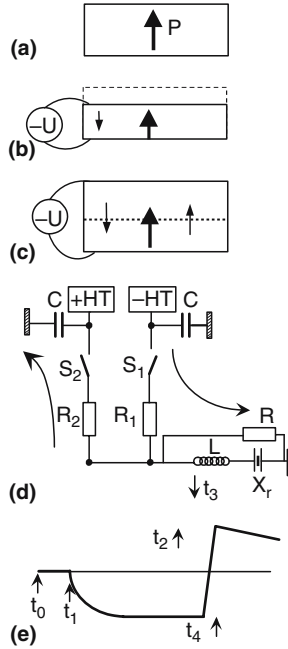 P
(a)
–U
(b)
–U
(c)
C +HT –HT C
S₂ S₁
R₂ R₁ R
L
(d) t₃ Xᵣ
t₂
t₀ t₁ t₄
(e)